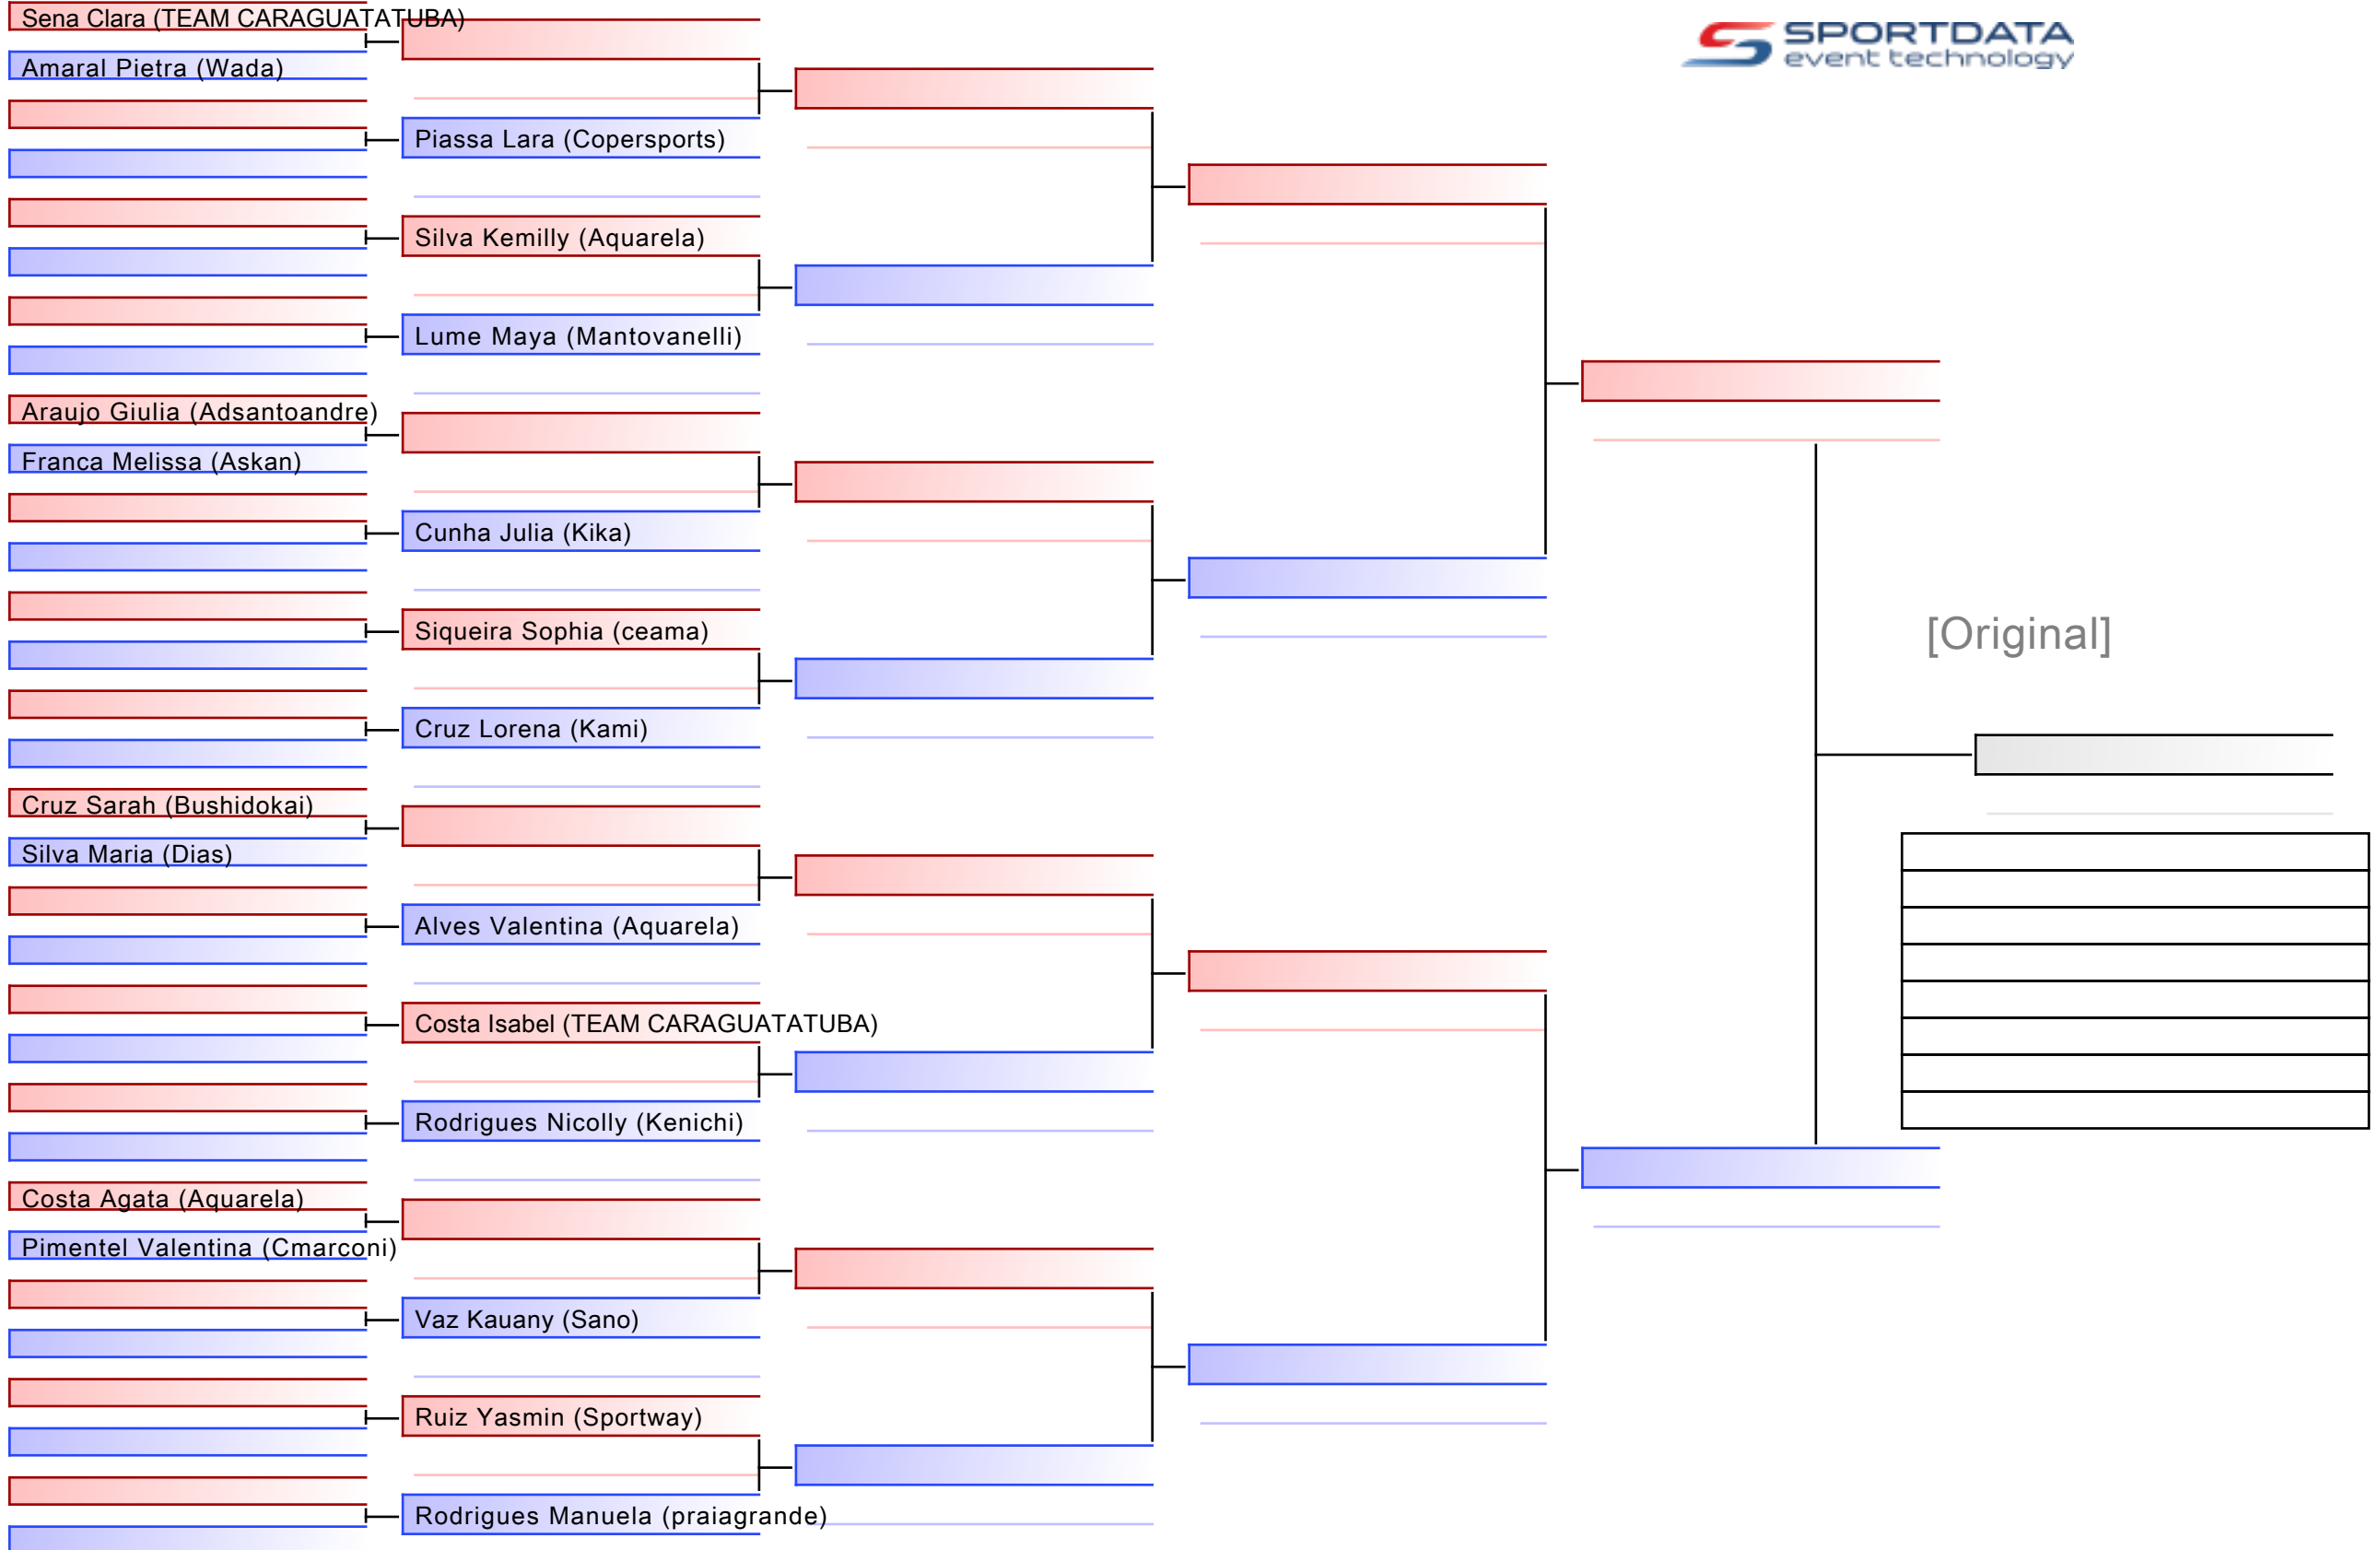 Sena Clara (TEAM CARAGUATATUBA)
Amaral Pietra (Wada)
Piassa Lara (Copersports)
Silva Kemilly (Aquarela)
Lume Maya (Mantovanelli)
Araujo Giulia (Adsantoandre)
Franca Melissa (Askan)
Cunha Julia (Kika)
Siqueira Sophia (ceama)
Cruz Lorena (Kami)
Cruz Sarah (Bushidokai)
Silva Maria (Dias)
Alves Valentina (Aquarela)
Costa Isabel (TEAM CARAGUATATUBA)
Rodrigues Nicolly (Kenichi)
Costa Agata (Aquarela)
Pimentel Valentina (Cmarconi)
Vaz Kauany (Sano)
Ruiz Yasmin (Sportway)
Rodrigues Manuela (praiagrande)
SPORTDATA
event technology
[Original]